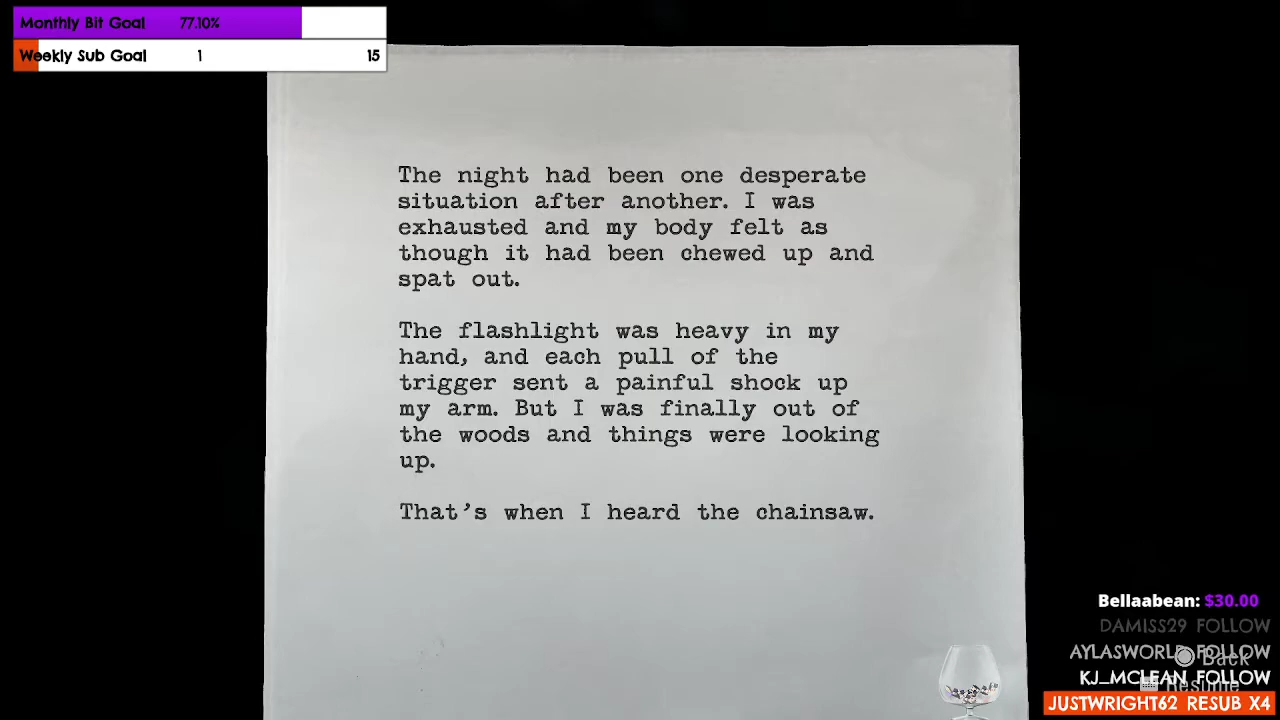 Monthly Bit Goal 77.10%
Weekly Sub Goal 1 15
The night had been one desperate
situation after another. I was
exhausted and my body felt as
though it had been chewed up and
spat out.
The flashlight was heavy in my
hand, and each pull of the
trigger sent a painful shock up
my arm. But I was finally out of
the woods and things were looking
up.
That's when I heard the chainsaw.
Bellaabean: $30.00
DAMISS29 FOLLOW
AYLASWORLD FOLLOW
Back
KJ_MCLEAN FOLLOW
Resume
JUSTWRIGHT62 RESUB X4